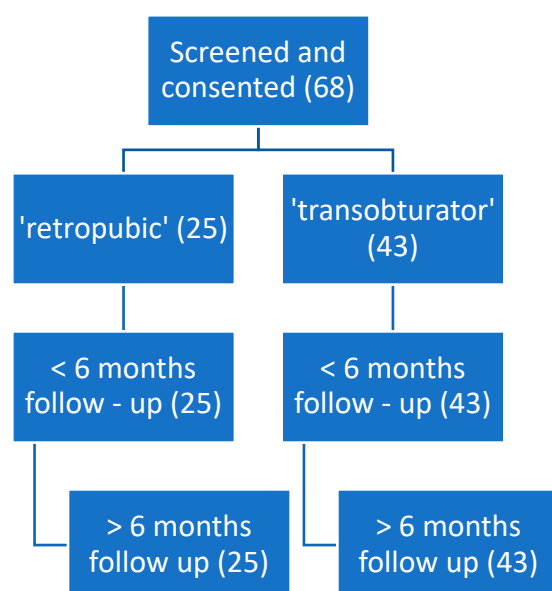 Screened and
consented (68)
'retropubic' (25)
'transobturator'
(43)
< 6 months
follow - up (25)
< 6 months
follow - up (43)
> 6 months
follow up (25)
> 6 months
follow up (43)